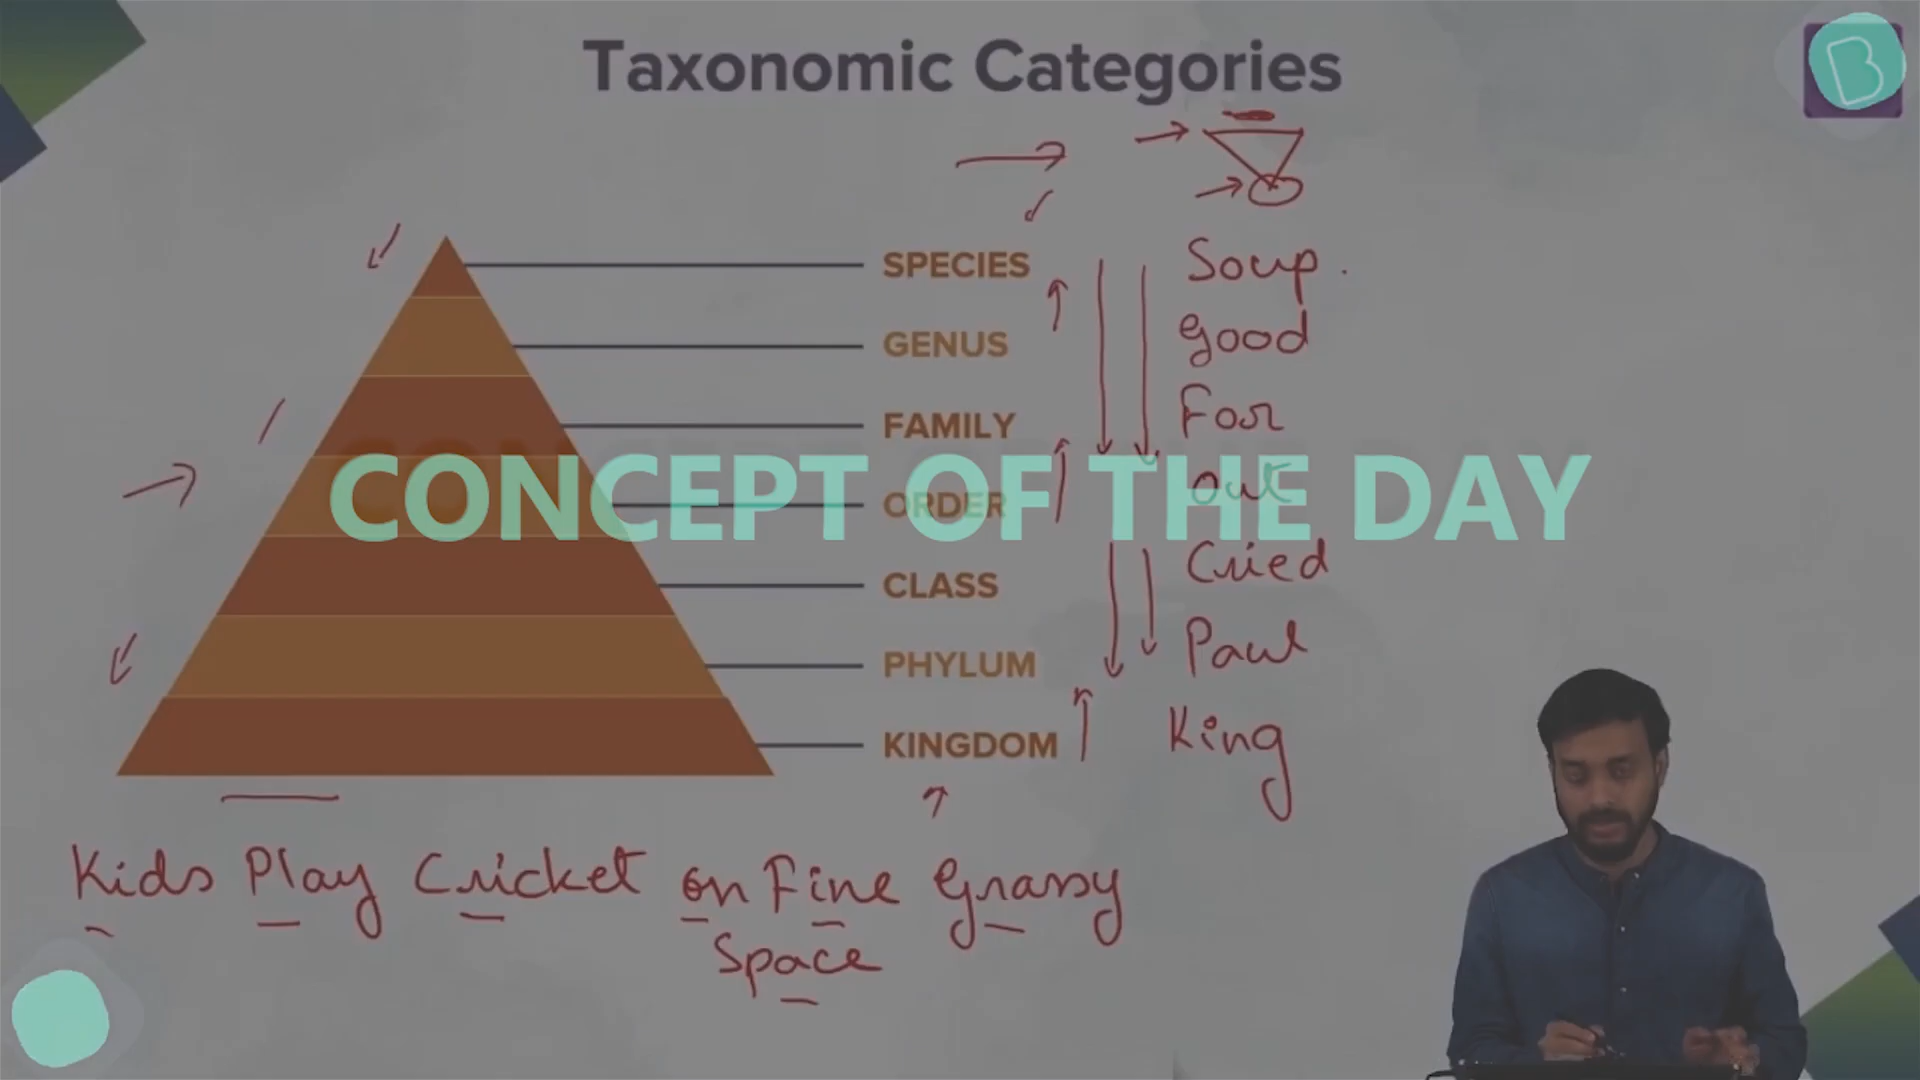 Taxonomic Categories
SPECIES
Soup.
GENUS
Good
FAMILY
For
CONCEPT OF THE DAY
ORDER
Out
CLASS
Cried
PHYLUM
Paul
KINGDOM
King
Kids Play Cricket on Fine Grassy
Space
B